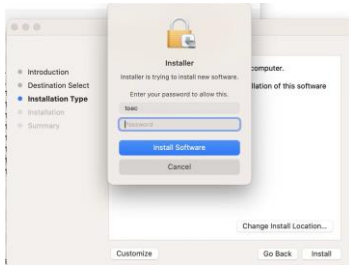 Installer
Installer is trying to install new software.
Enter your password to allow this.
toec
Password
Install Software
Cancel
Introduction
Destination Select
Installation Type
Installation
Summary
computer.
llation of this software
Change Install Location...
Customize
Go Back
Install